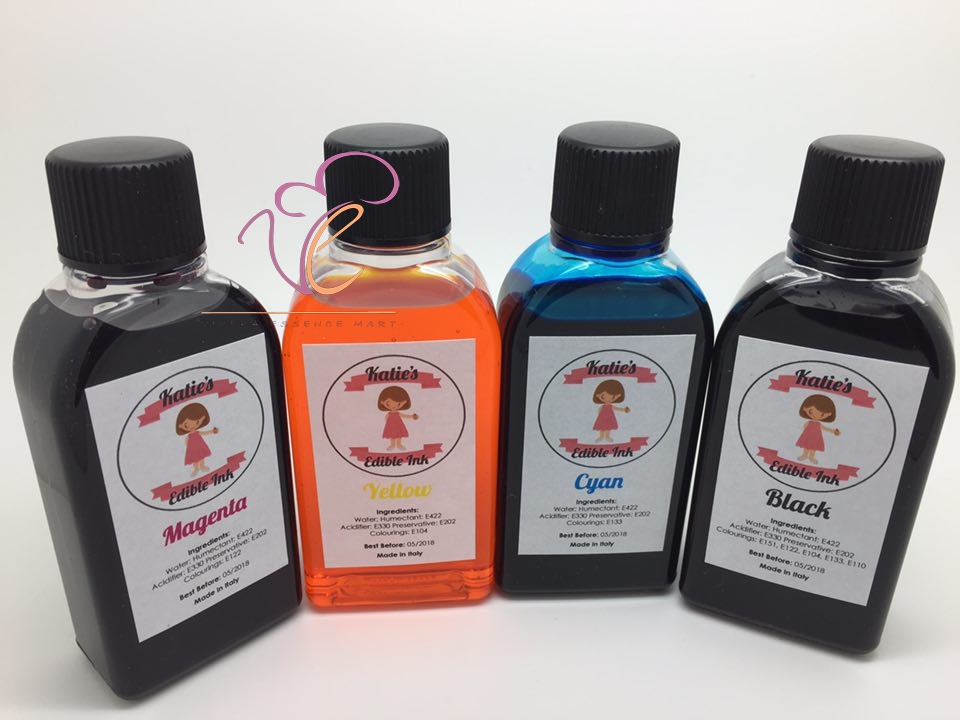 Katie's
Edible Ink
Magenta
Ingredients:
Water: Humectant: E422
Acidifier: E330 Preservative: E202
Colourings: E122
Best Before: 05/2018
Made in Italy
Katie's
Edible Ink
Yellow
Ingredients:
Water: Humectant: E422
Acidifier: E330 Preservative: E202
Colourings: E104
Best Before: 05/2018
Made in Italy
Katie's
Edible Ink
Cyan
Ingredients:
Water: Humectant: E422
Acidifier: E330 Preservative: E202
Colourings: E133
Best Before: 05/2018
Made in Italy
Katie's
Edible Ink
Black
Ingredients:
Water: Humectant: E422
Acidifier: E330 Preservative: E202
Colourings: E151, E122, E104, E133, E110
Best Before: 05/2018
Made in Italy
ESSENCE MART